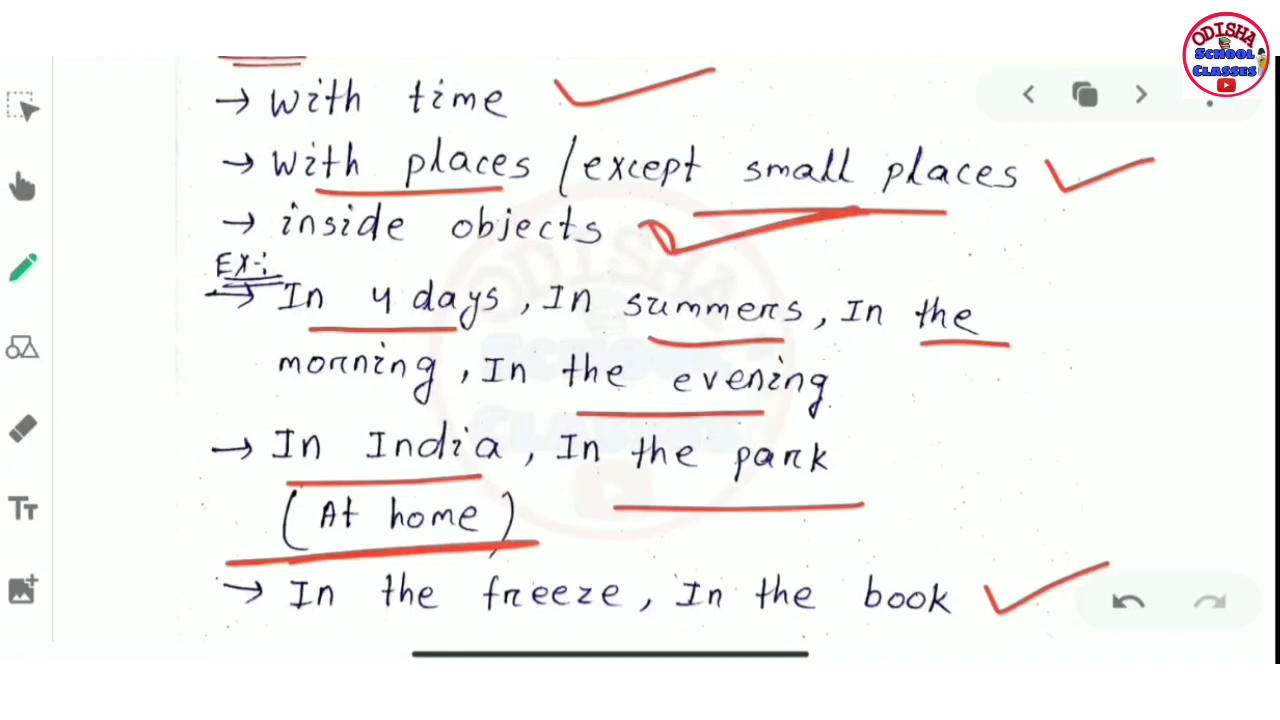 ODISHA
SCHOOL
CLASSES
→ With time
→ With places (except small places
→ inside objects
EX-:
→ In 4 days, In summers, In the
morning, In the evening
→ In India, In the park
(At home)
→ In the freeze, In the book
Tт